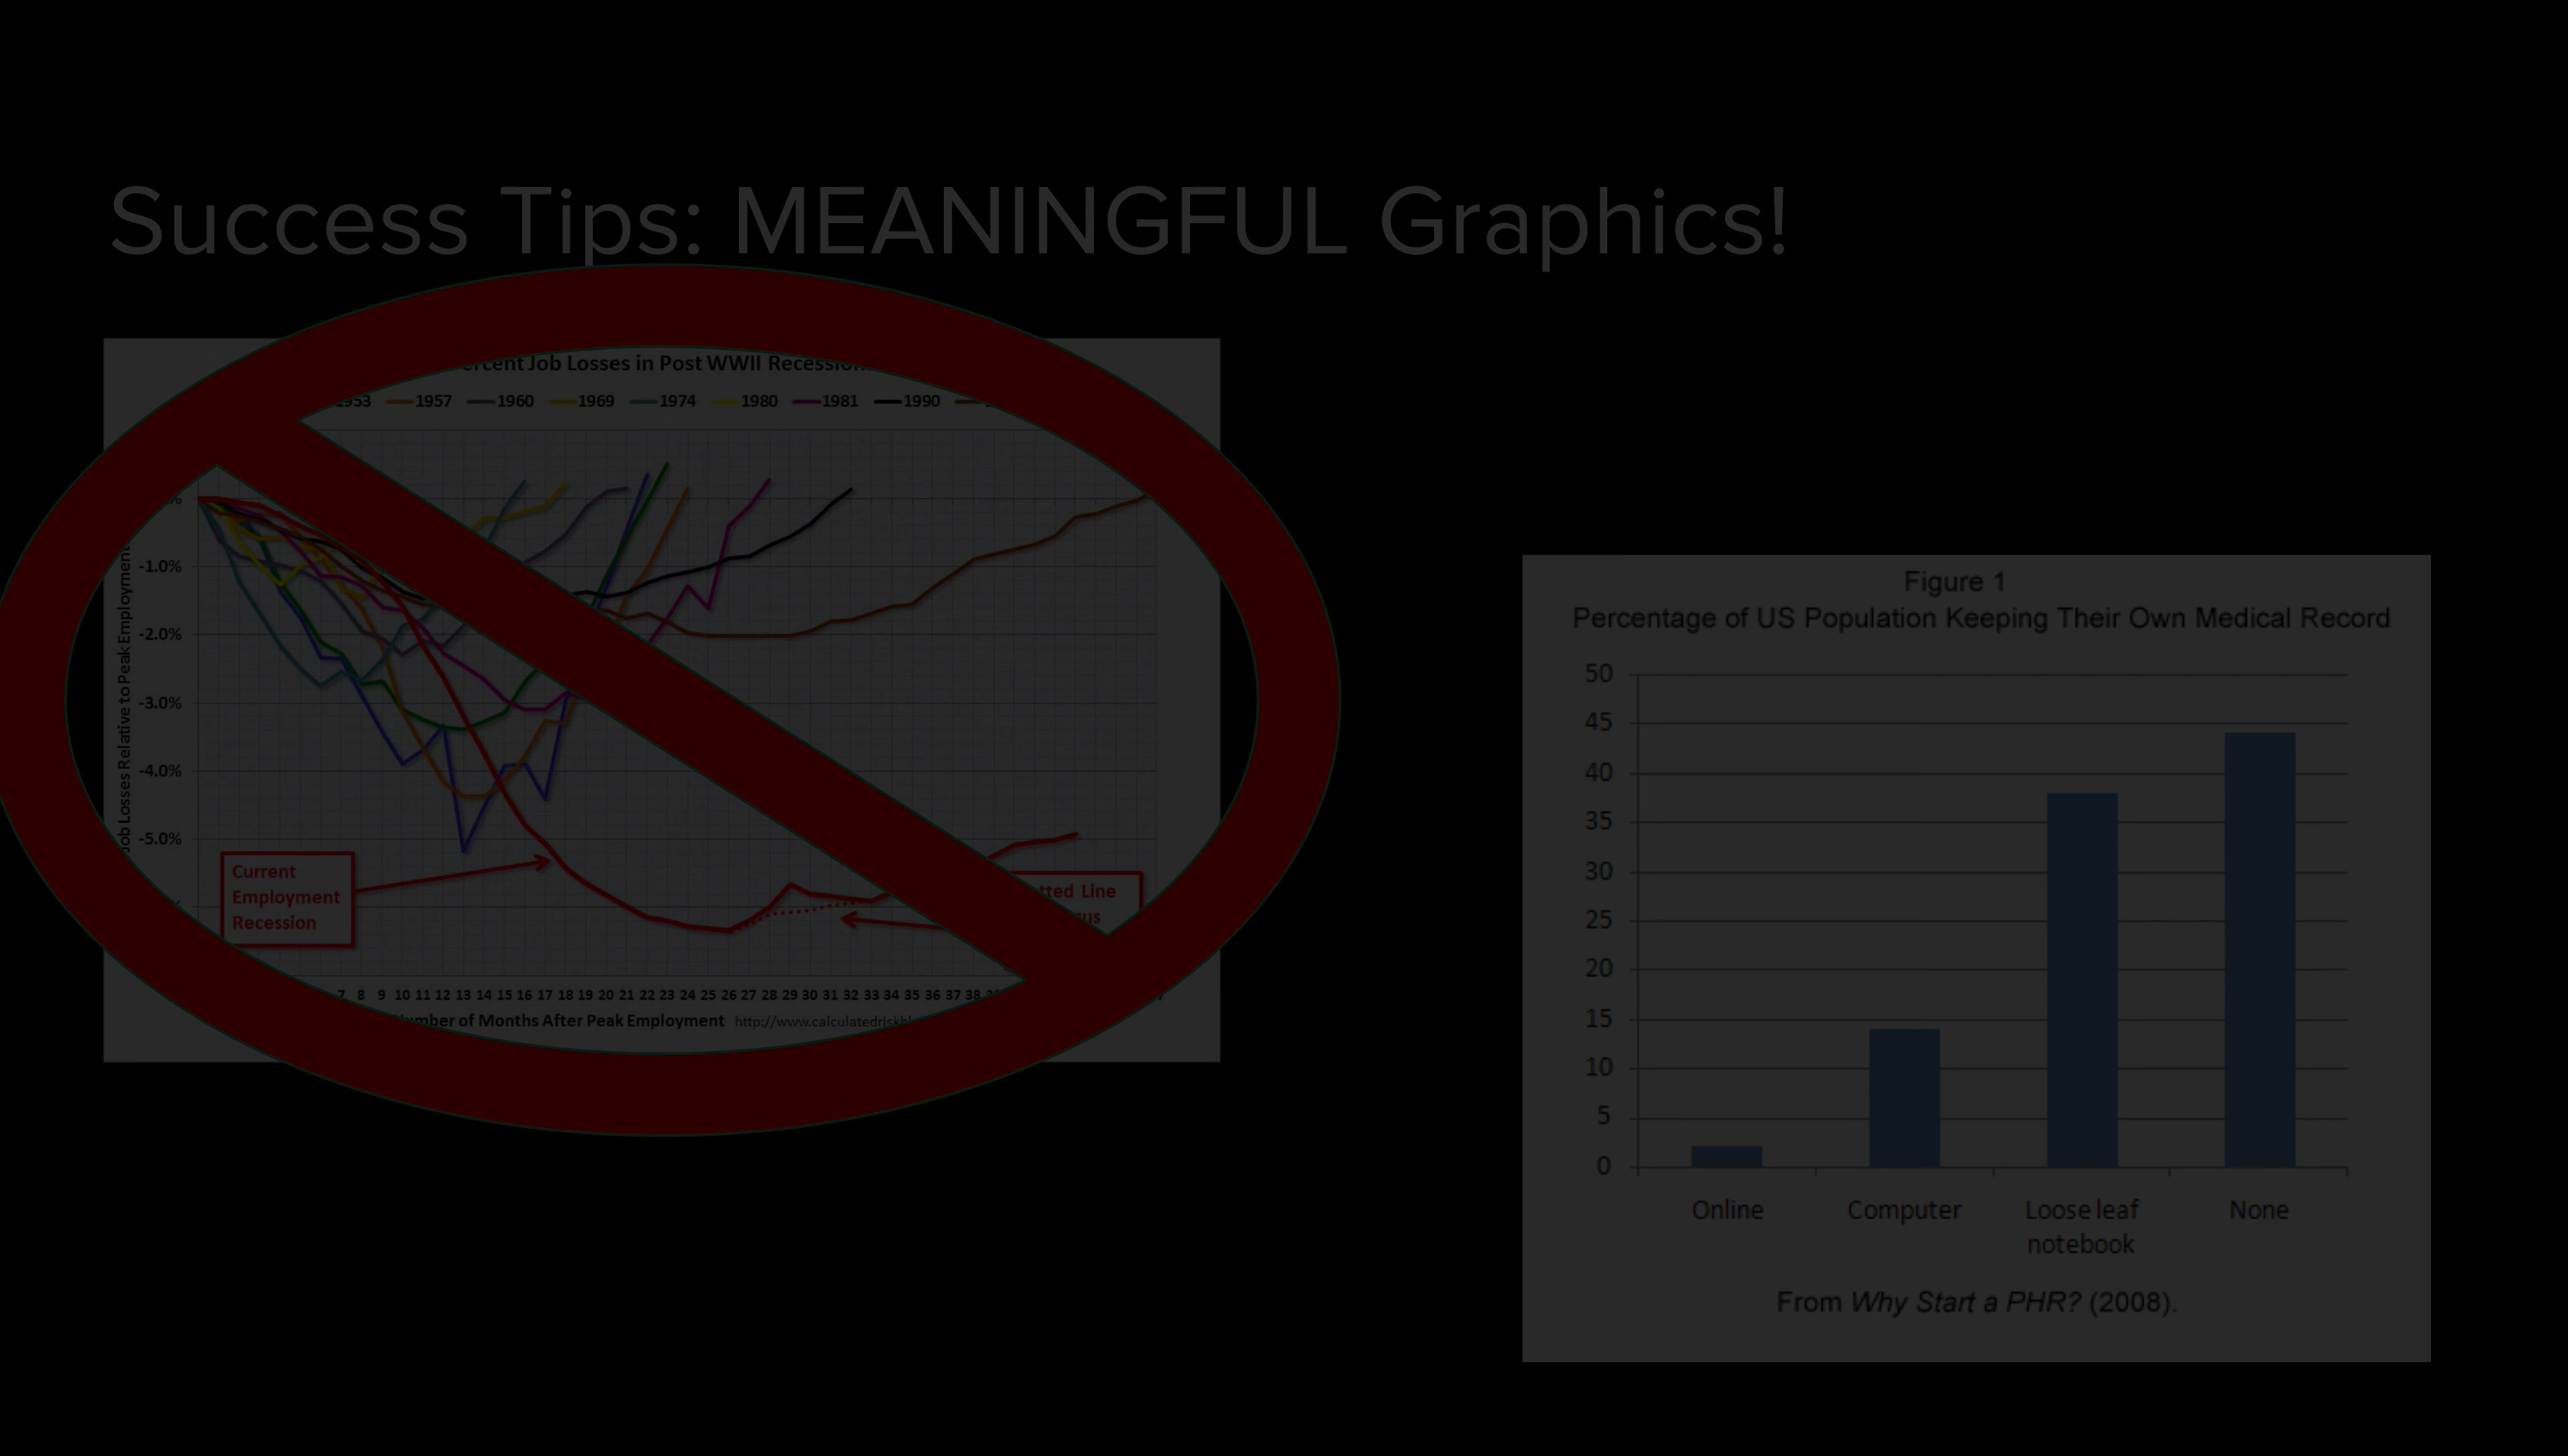 Success Tips: MEANINGFUL Graphics!
Job Losses in Post WWII
1957 1960 1969 1974 1980 1981 1990
Job Losses Relative to Peak Employment
-1.0%
-2.0%
-3.0%
-4.0%
-5.0%
Current
Employment
Recession
Line
7 8 9 10 11 12 13 14 15 16 17 18 19 20 21 22 23 24 25 26 27 28 29 30 31 32 33 34 35 36 37 38
of Months After Peak Employment
Figure 1
Percentage of US Population Keeping Their Own Medical Record
50
45
40
35
30
25
20
15
10
5
0
Online Computer Loose leaf None
notebook
From Why Start a PHR? (2008).